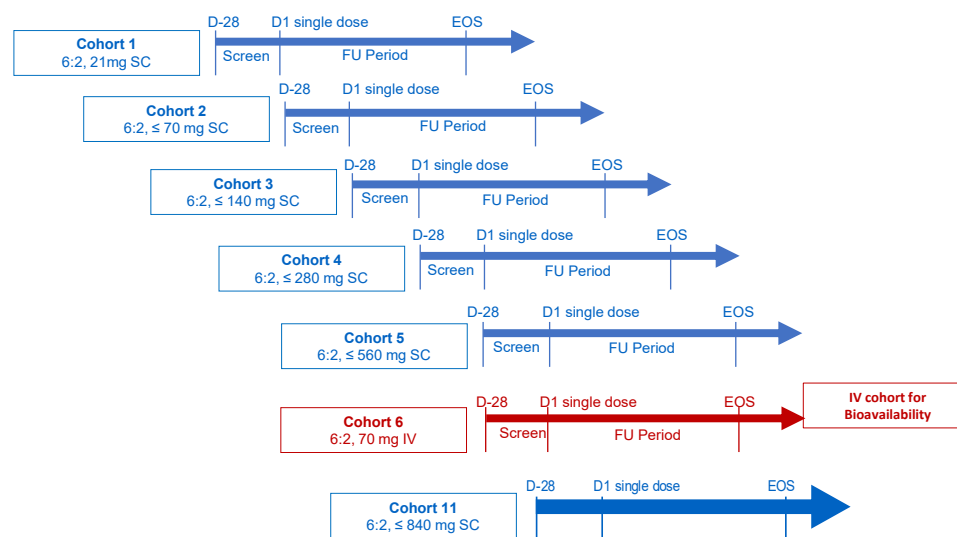 D-28 D1 single dose EOS
Cohort 1
6:2, 21mg SC
Screen FU Period
D-28 D1 single dose EOS
Cohort 2
6:2, ≤ 70 mg SC
Screen FU Period
D-28 D1 single dose EOS
Cohort 3
6:2, ≤ 140 mg SC
Screen FU Period
D-28 D1 single dose EOS
Cohort 4
6:2, ≤ 280 mg SC
Screen FU Period
D-28 D1 single dose EOS
Cohort 5
6:2, ≤ 560 mg SC
Screen FU Period
D-28 D1 single dose EOS
IV cohort for
Bioavailability
Cohort 6
6:2, 70 mg IV
Screen FU Period
D-28 D1 single dose EOS
Cohort 11
6:2, ≤ 840 mg SC